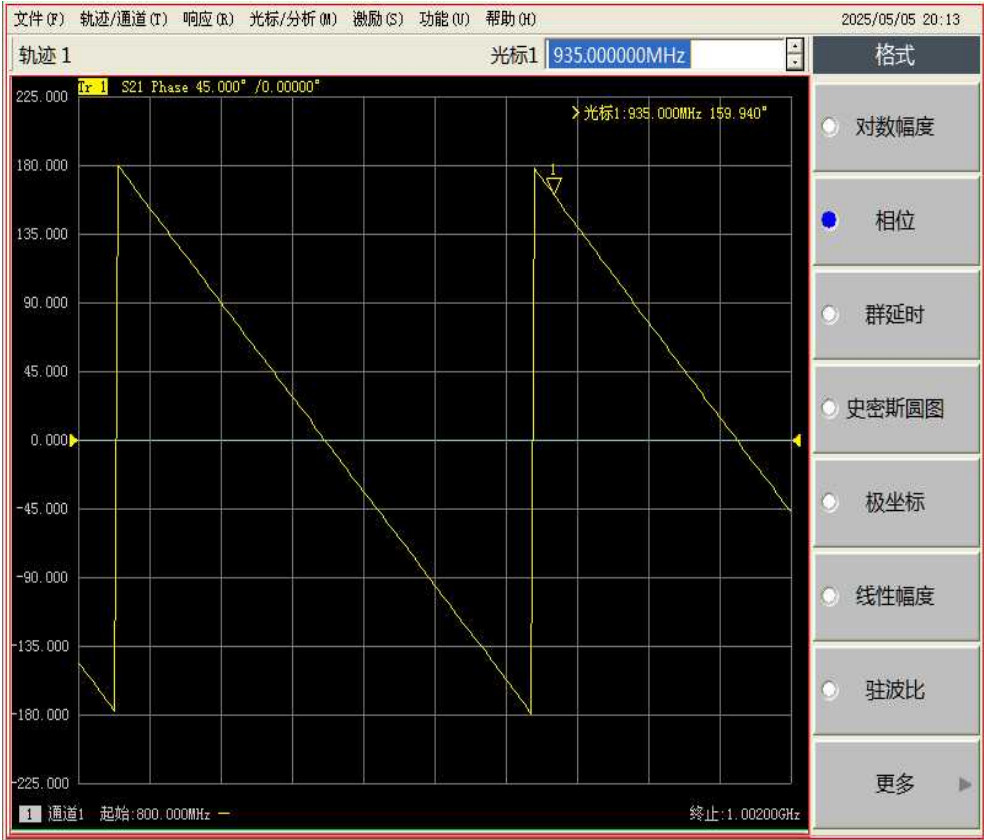 文件(F) 轨迹/通道(T) 响应(R) 光标/分析(M) 激励(S) 功能(U) 帮助(H) 2025/05/05 20:13
轨迹 1 光标1 935.000000MHz 格式
Tr 1 S21 Phase 45.000° /0.00000°
225.000
>光标1:935.000MHz 159.940°
对数幅度
180.000
1
相位
135.000
90.000
群延时
45.000
史密斯圆图
0.000
-45.000
极坐标
-90.000
线性幅度
-135.000
驻波比
-180.000
-225.000
更多
1 通道1 起始:800.000MHz — 终止:1.00200GHz